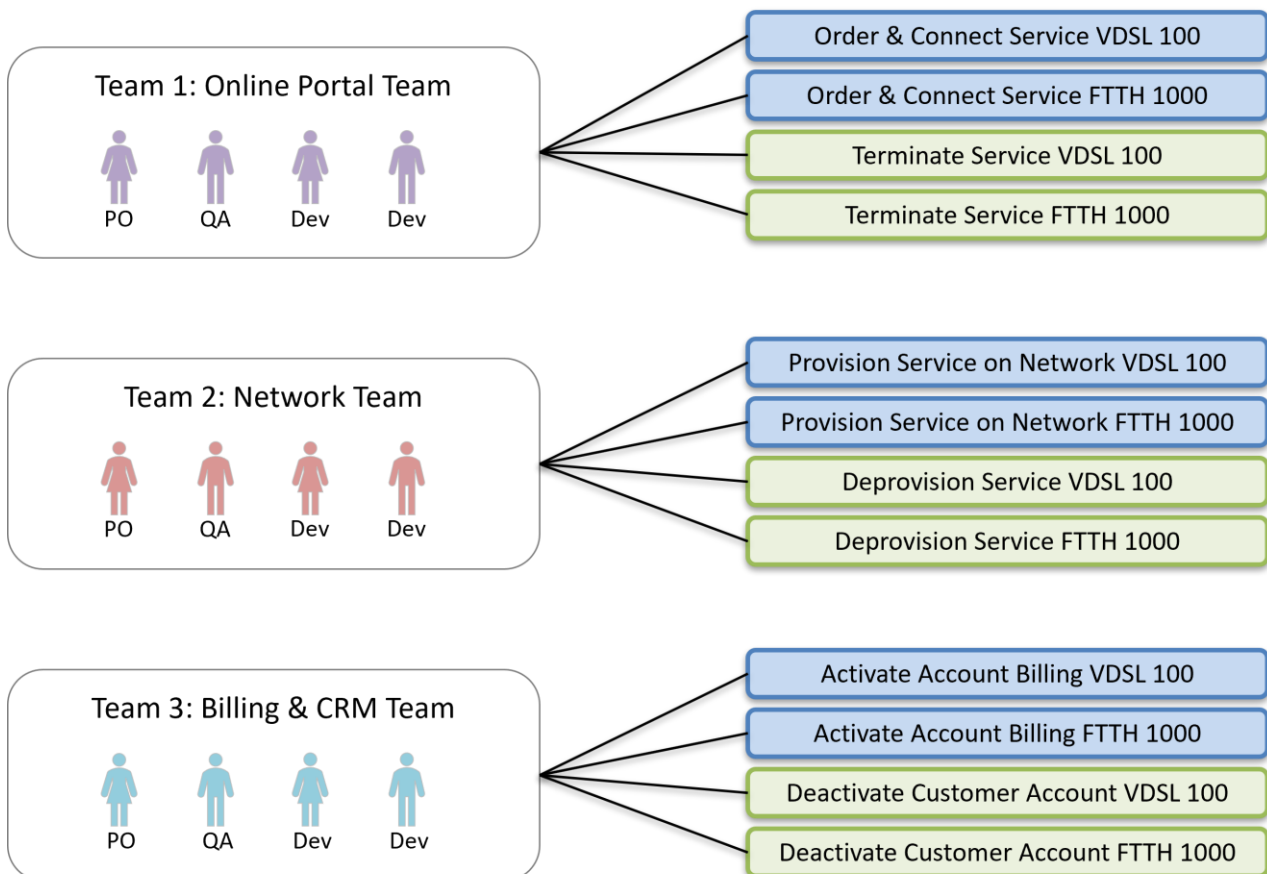 Team 1: Online Portal Team
PO QA Dev Dev
Order & Connect Service VDSL 100
Order & Connect Service FTTH 1000
Terminate Service VDSL 100
Terminate Service FTTH 1000
Team 2: Network Team
PO QA Dev Dev
Provision Service on Network VDSL 100
Provision Service on Network FTTH 1000
Deprovision Service VDSL 100
Deprovision Service FTTH 1000
Team 3: Billing & CRM Team
PO QA Dev Dev
Activate Account Billing VDSL 100
Activate Account Billing FTTH 1000
Deactivate Customer Account VDSL 100
Deactivate Customer Account FTTH 1000